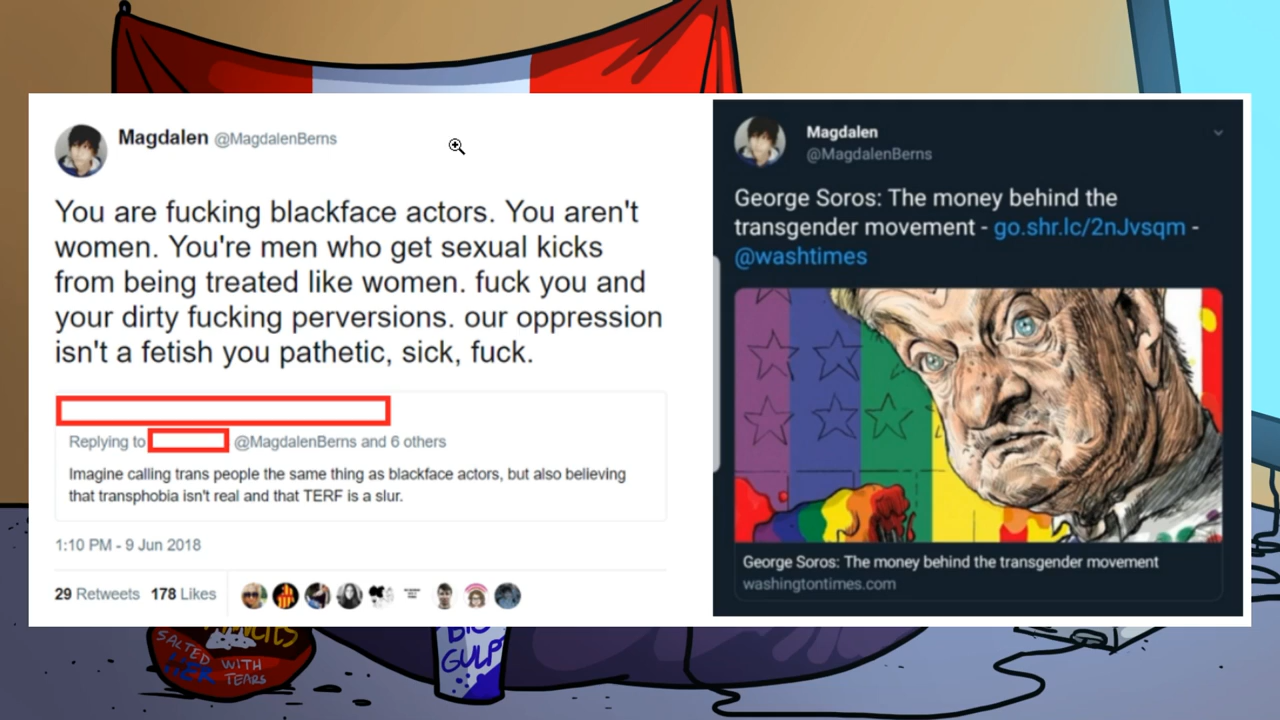 Magdalen @MagdalenBerns
You are fucking blackface actors. You aren't
women. You're men who get sexual kicks
from being treated like women. fuck you and
your dirty fucking perversions. our oppression
isn't a fetish you pathetic, sick, fuck.
Replying to @MagdalenBerns and 6 others
Imagine calling trans people the same thing as blackface actors, but also believing
that transphobia isn't real and that TERF is a slur.
1:10 PM - 9 Jun 2018
29 Retweets 178 Likes
Magdalen
@MagdalenBerns
George Soros: The money behind the
transgender movement - go.shr.lc/2nJvsqm -
@washtimes
George Soros: The money behind the transgender movement
washingtontimes.com
SALTED WITH
HER TEARS
BIG
GULP